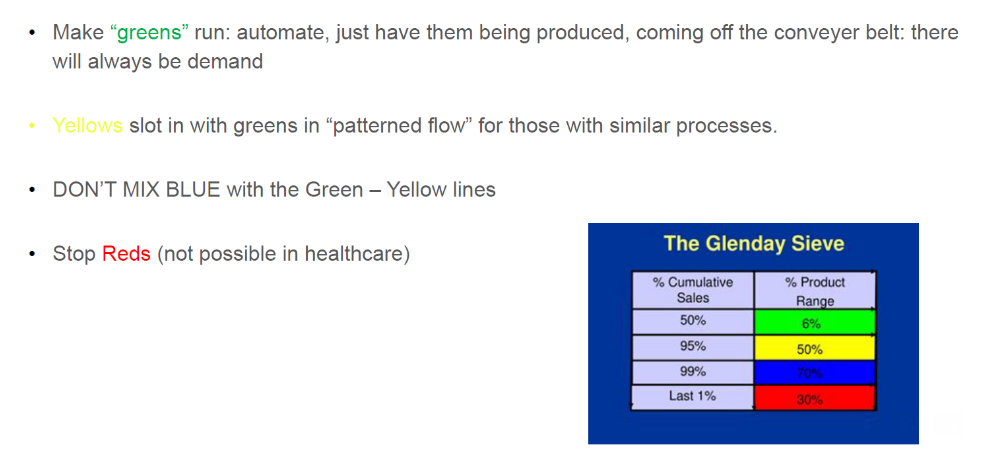 • Make “greens” run: automate, just have them being produced, coming off the conveyer belt: there
will always be demand
• Yellows slot in with greens in “patterned flow” for those with similar processes.
• DON’T MIX BLUE with the Green – Yellow lines
• Stop Reds (not possible in healthcare)
The Glenday Sieve
% Cumulative Sales % Product Range
50% 6%
95% 50%
99% 70%
Last 1% 30%